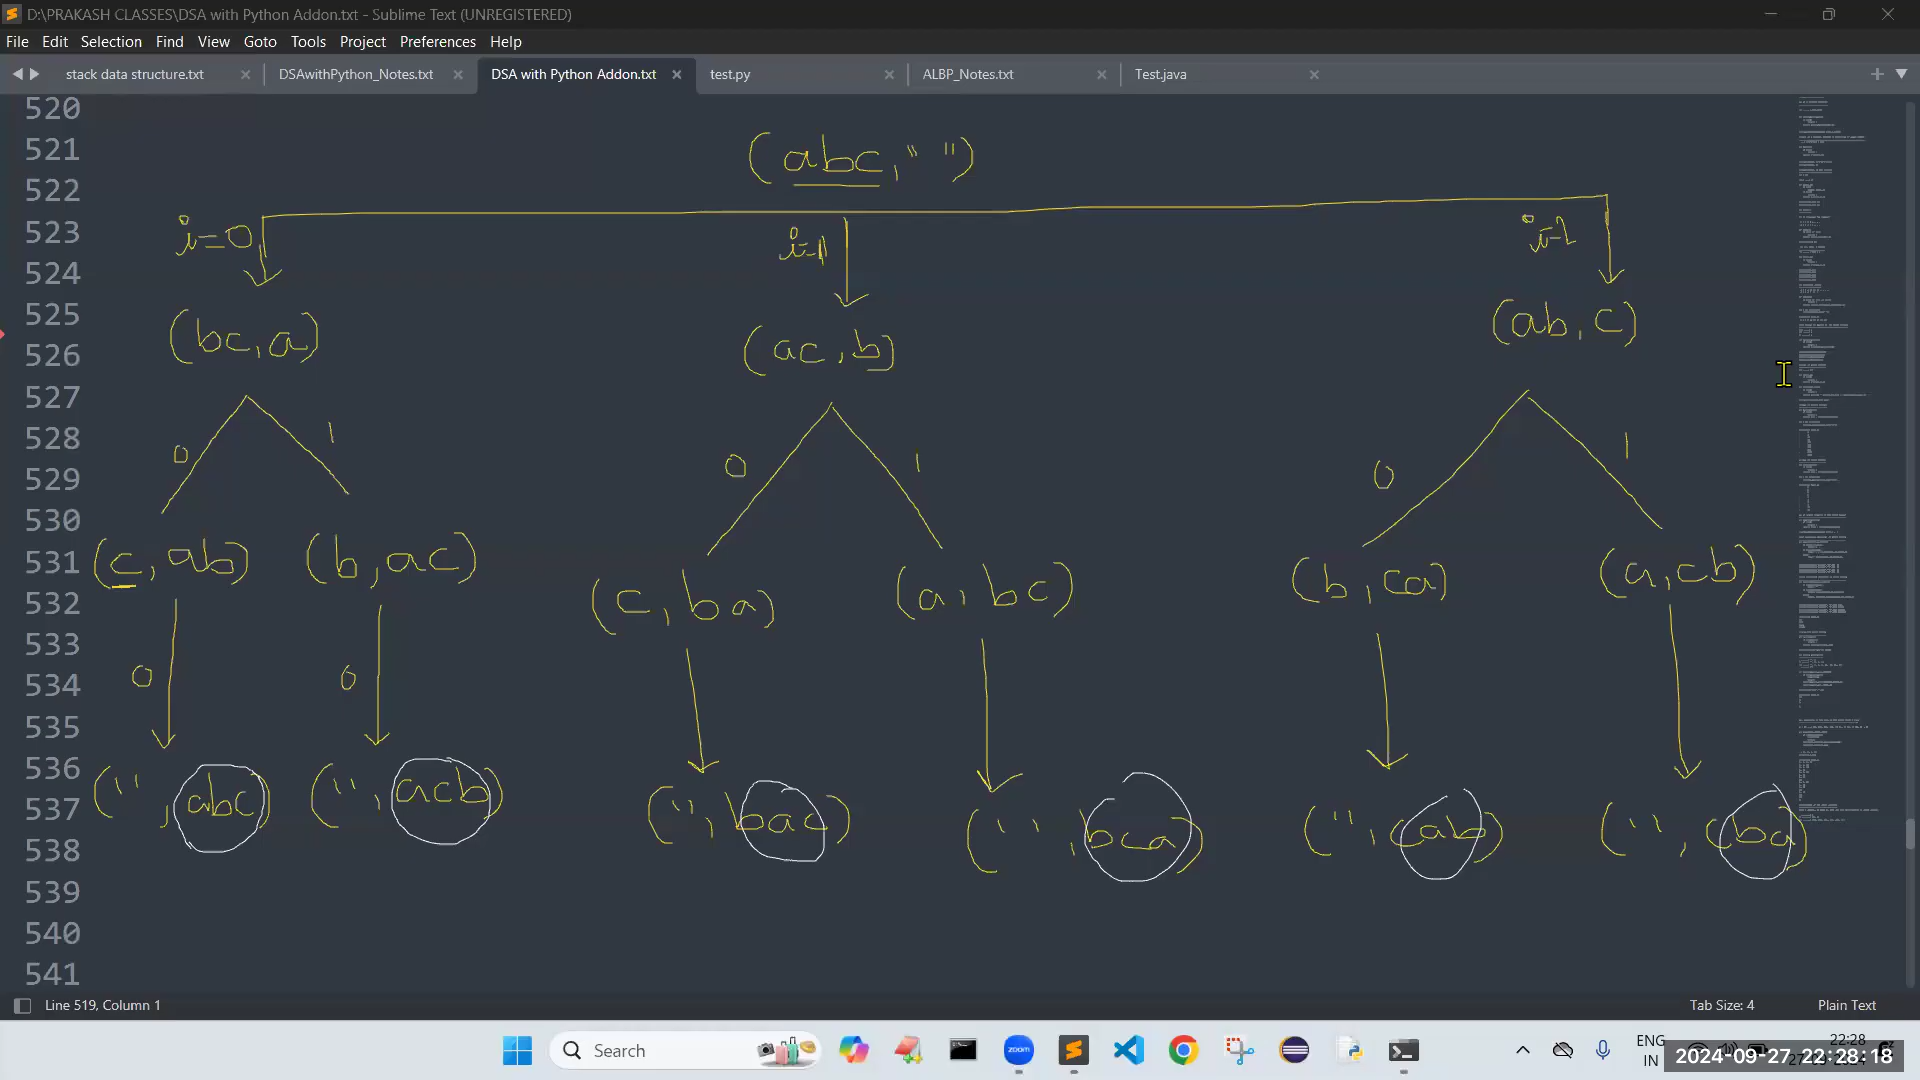 D:\PRAKASH CLASSES\DSA with Python Addon.txt - Sublime Text (UNREGISTERED)
File Edit Selection Find View Goto Tools Project Preferences Help
stack data structure.txt DSAwithPython_Notes.txt DSA with Python Addon.txt test.py ALBP_Notes.txt Test.java
520
521
522
523
524
525
526
527
528
529
530
531
532
533
534
535
536
537
538
539
540
541
(abc, " ")
i=0 i=1 i=2
(bc, a) (ac, b) (ab, c)
0 1 0 1 0 1
(c, ab) (b, ac) (c, ba) (a, bc) (b, ca) (a, cb)
0 0
('', abc) ('', acb) ('', bac) ('', bca) ('', cab) ('', cba)
Line 519, Column 1 Tab Size: 4 Plain Text
Search
zoom
ENG
IN
22:28
2024-09-27 22:28:18